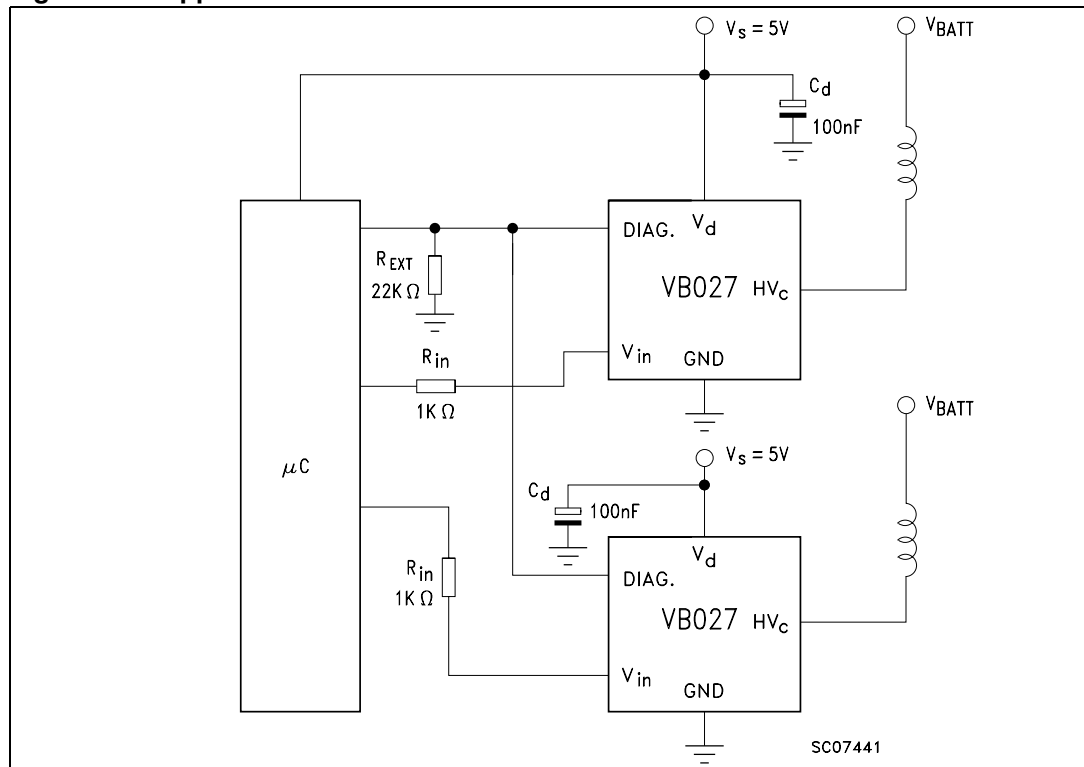 V_S = 5V
V_BATT
C_d
100nF
DIAG.
V_d
R_EXT
22K Ω
VB027
HV_C
R_in
V_in
GND
1K Ω
V_BATT
μC
V_S = 5V
C_d
100nF
V_d
R_in
DIAG.
1K Ω
VB027
HV_C
V_in
GND
SC07441